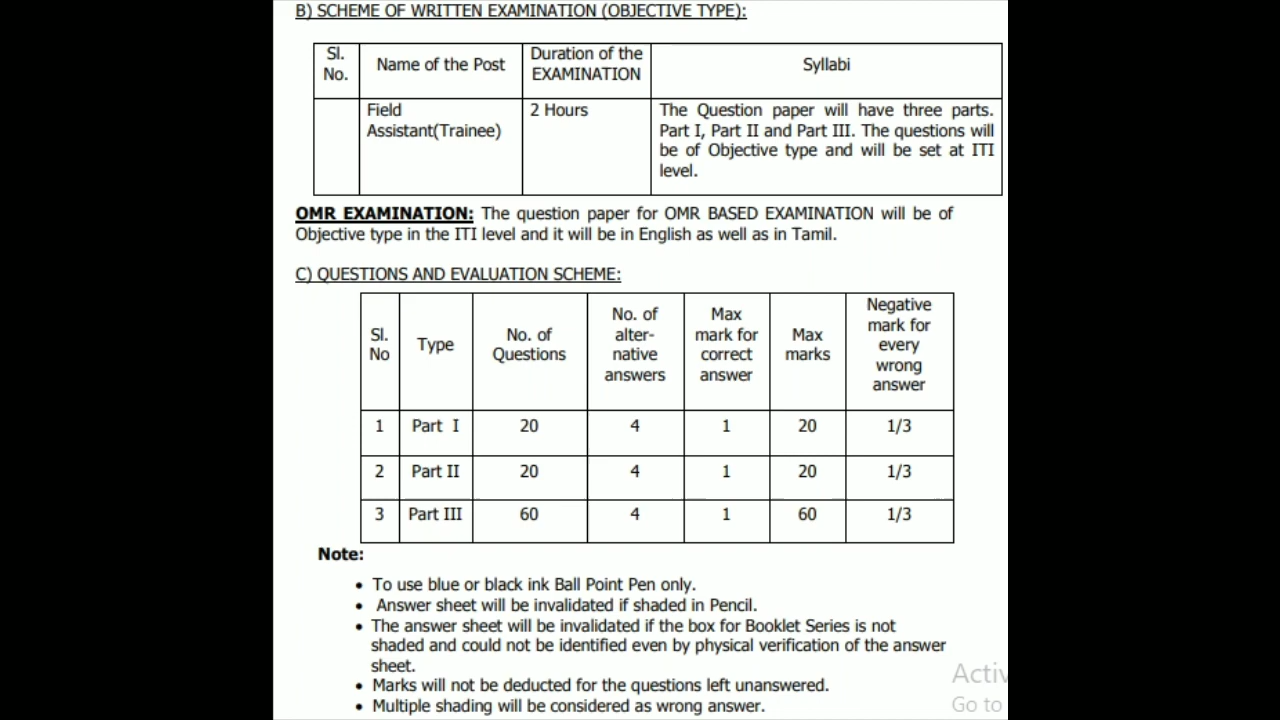 B) SCHEME OF WRITTEN EXAMINATION (OBJECTIVE TYPE):
Sl. No. Name of the Post Duration of the EXAMINATION Syllabi
Field Assistant(Trainee) 2 Hours The Question paper will have three parts.
Part I, Part II and Part III. The questions will
be of Objective type and will be set at ITI
level.
OMR EXAMINATION: The question paper for OMR BASED EXAMINATION will be of
Objective type in the ITI level and it will be in English as well as in Tamil.
C) QUESTIONS AND EVALUATION SCHEME:
Sl. No Type No. of Questions No. of alter-native answers Max mark for correct answer Max marks Negative mark for every wrong answer
1 Part I 20 4 1 20 1/3
2 Part II 20 4 1 20 1/3
3 Part III 60 4 1 60 1/3
Note:
• To use blue or black ink Ball Point Pen only.
• Answer sheet will be invalidated if shaded in Pencil.
• The answer sheet will be invalidated if the box for Booklet Series is not
shaded and could not be identified even by physical verification of the answer
sheet.
• Marks will not be deducted for the questions left unanswered.
• Multiple shading will be considered as wrong answer.
Activ
Go to